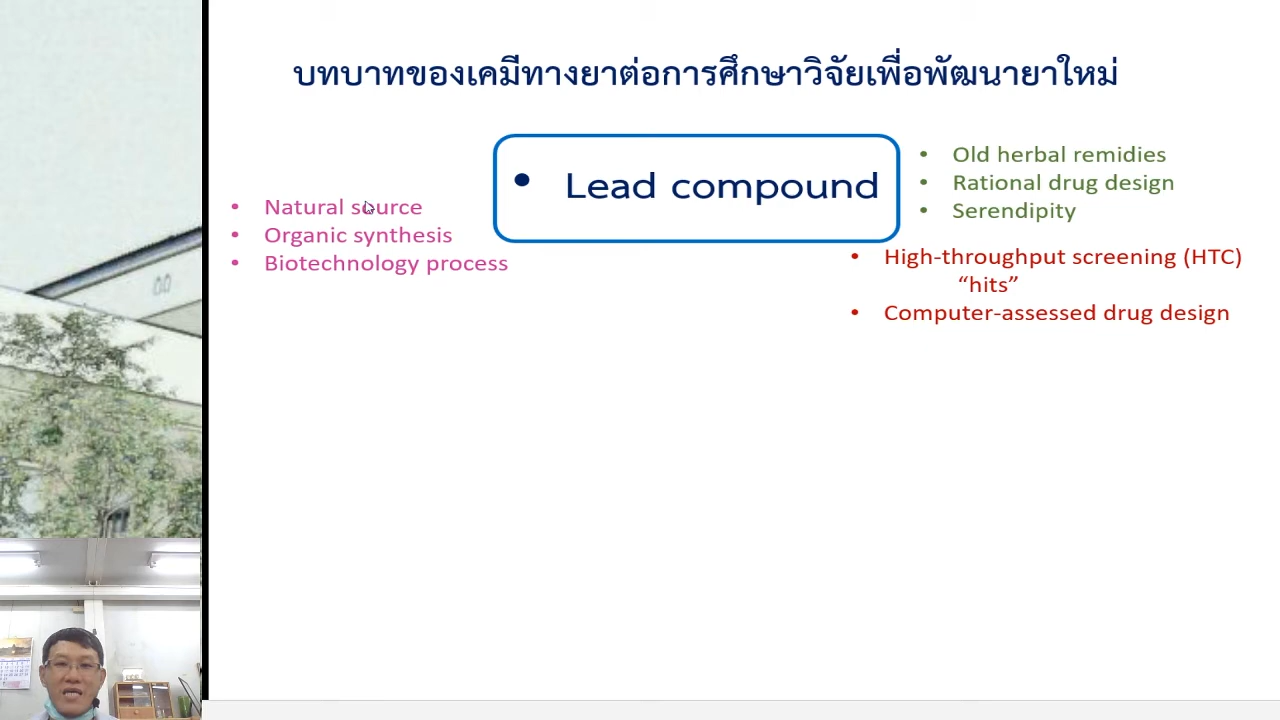 บทบาทของเคมีทางยาต่อการศึกษาวิจัยเพื่อพัฒนายาใหม่
• Lead compound
• Natural source
• Organic synthesis
• Biotechnology process
• Old herbal remidies
• Rational drug design
• Serendipity
• High-throughput screening (HTC)
“hits”
• Computer-assessed drug design